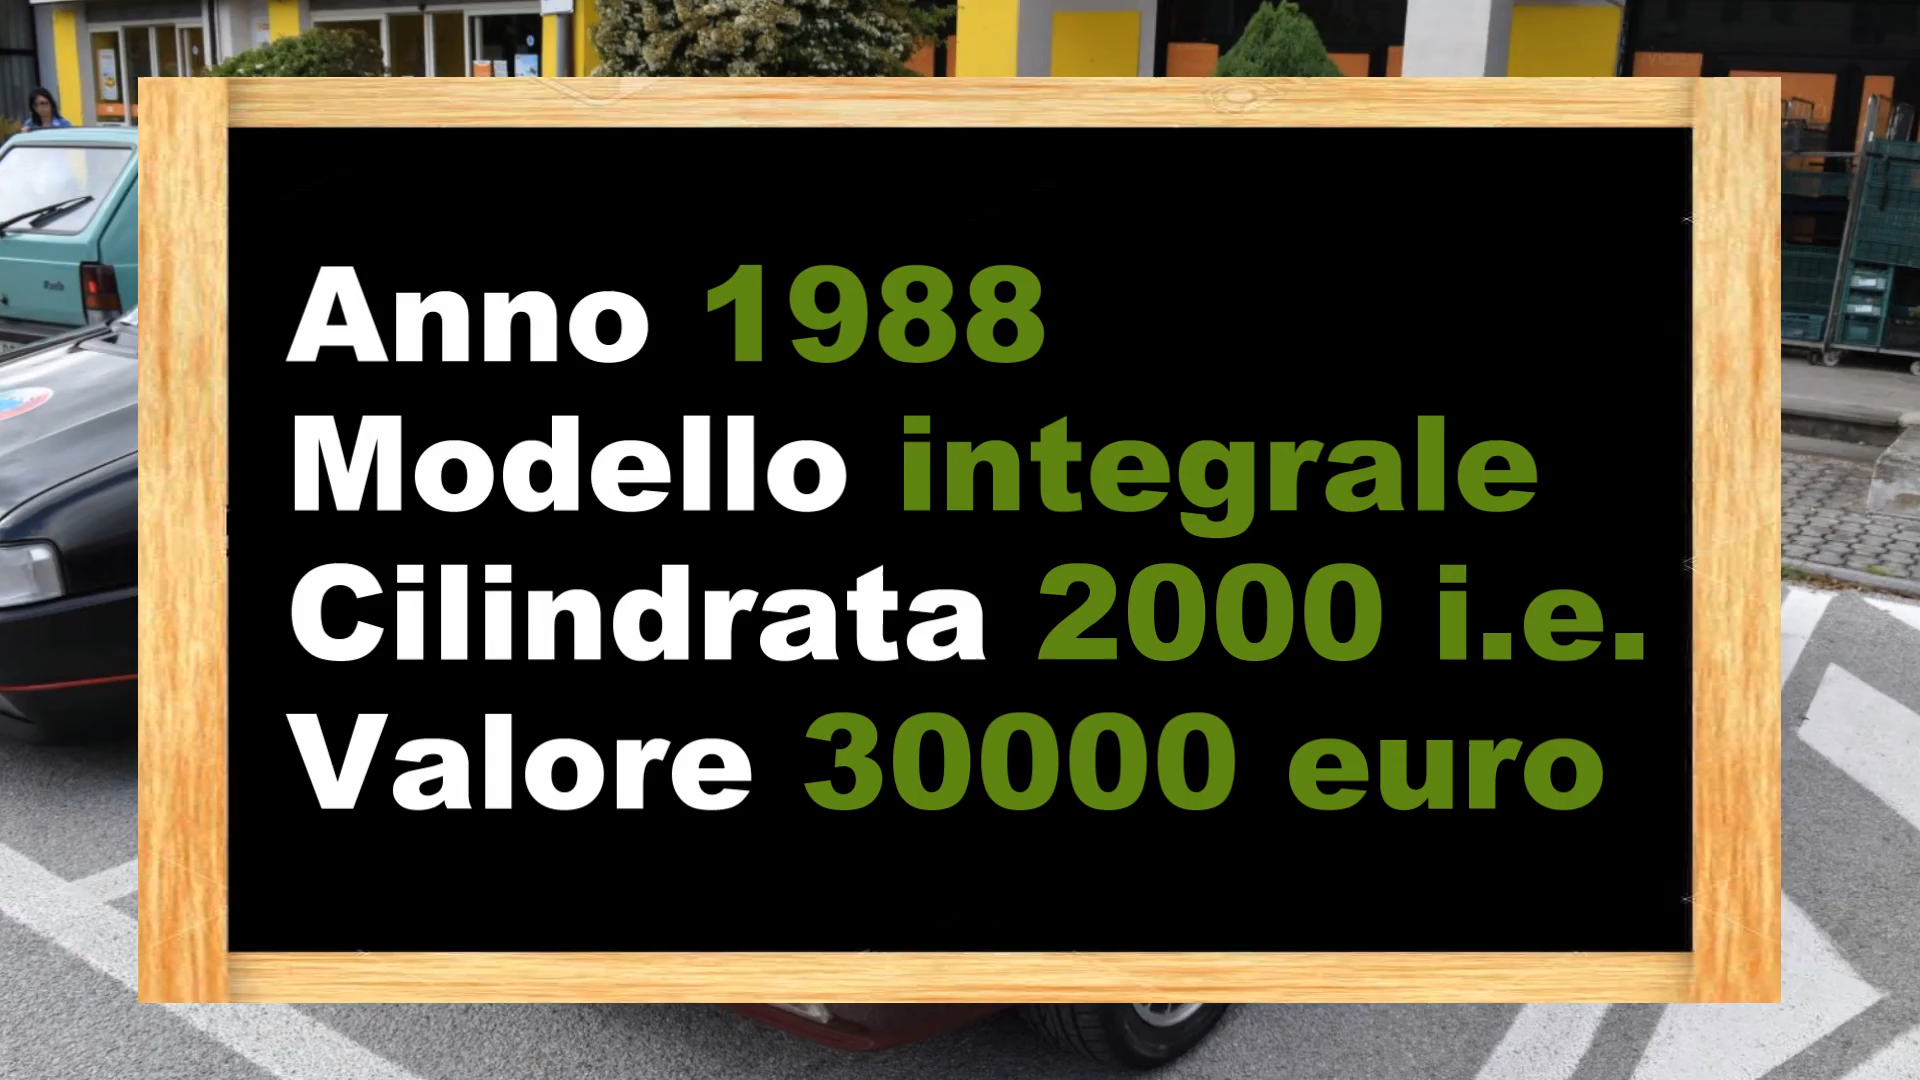 Anno 1988
Modello integrale
Cilindrata 2000 i.e.
Valore 30000 euro